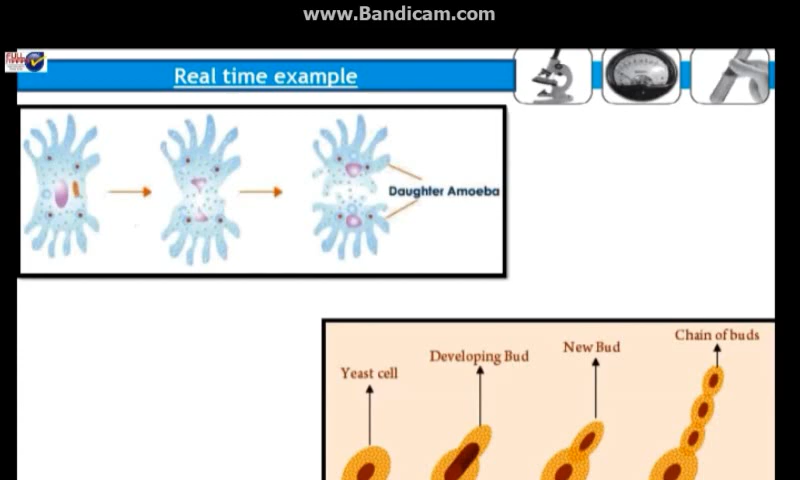 www.Bandicam.com
Real time example
Daughter Amoeba
Chain of buds
New Bud
Developing Bud
Yeast cell